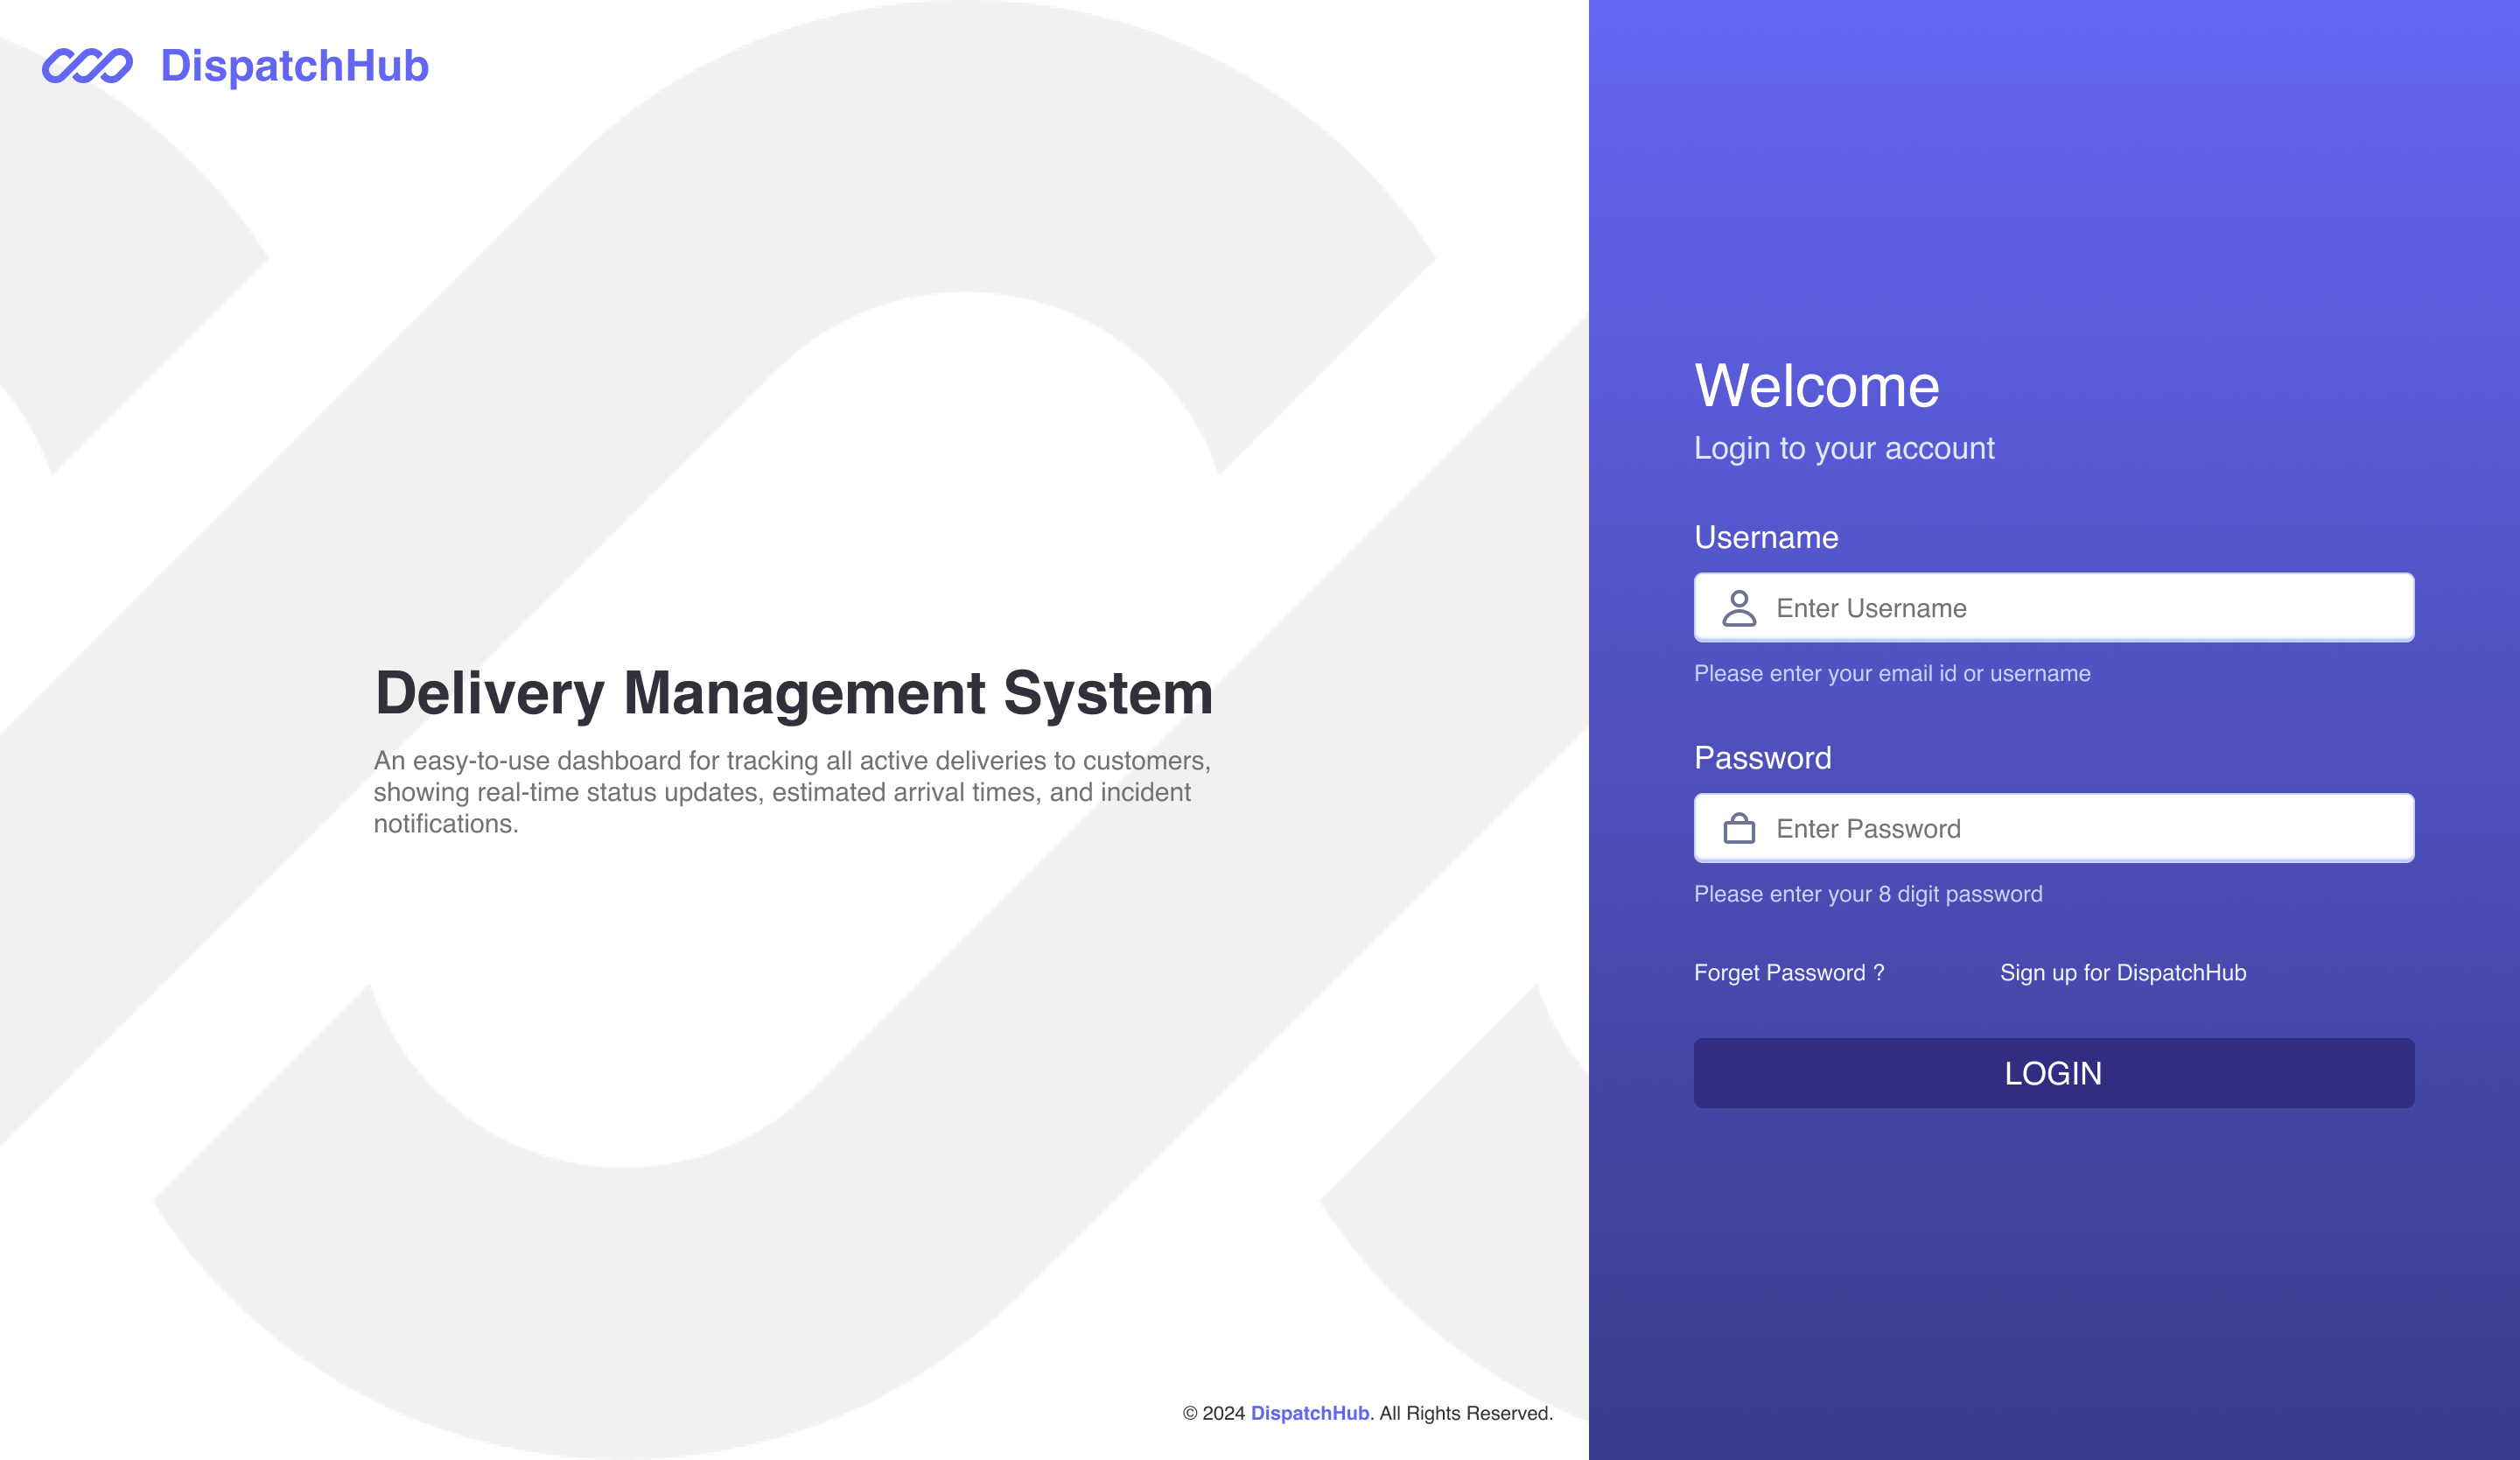 DispatchHub
Delivery Management System
An easy-to-use dashboard for tracking all active deliveries to customers,
showing real-time status updates, estimated arrival times, and incident
notifications.
© 2024 DispatchHub. All Rights Reserved.
Welcome
Login to your account
Username
Enter Username
Please enter your email id or username
Password
Enter Password
Please enter your 8 digit password
Forget Password ?
Sign up for DispatchHub
LOGIN